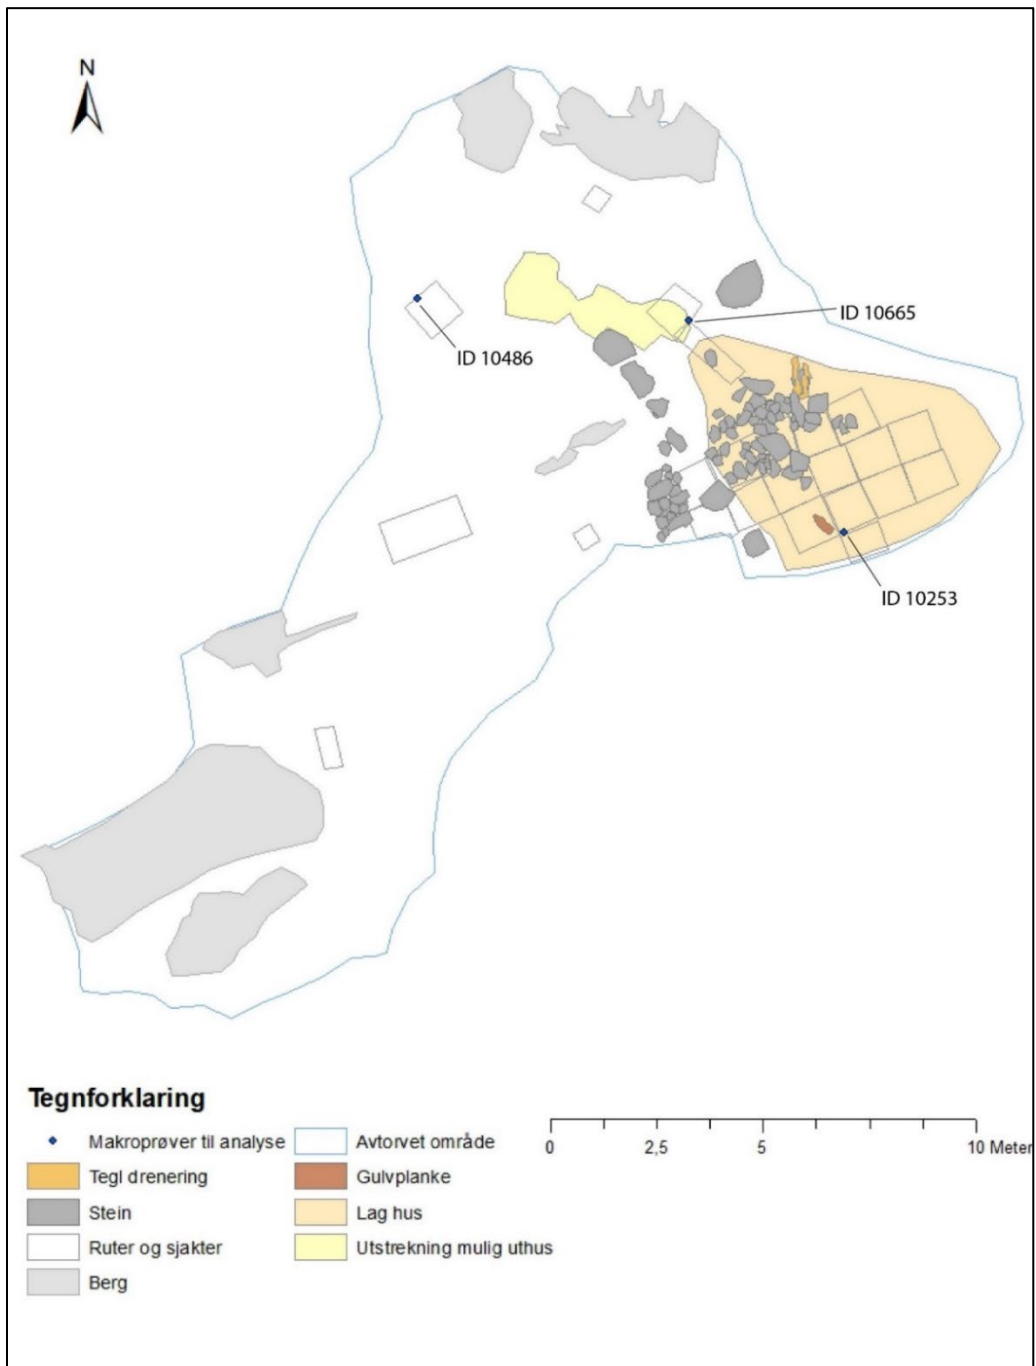 N
ID 10665
ID 10486
ID 10253
Tegnforklaring
Makroprøver til analyse
Avtorvet område
Tegl drenering
Gulvplanke
Stein
Lag hus
Ruter og sjakter
Utstrekning mulig uthus
Berg
0 2,5 5 10 Meter